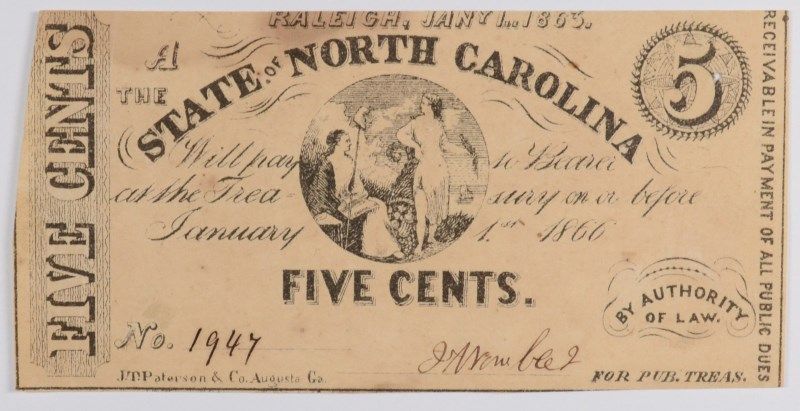 RALEIGH, JANY 1st. 1863.
A
5
THE
STATE OF NORTH CAROLINA
Will pay to Bearer
at the Treasury on or before
January 1st. 1866
FIVE CENTS.
No. 1947
J.T. Paterson & Co. Augusta Ga.
BY AUTHORITY
OF LAW.
FOR PUB. TREAS.
FIVE CENTS
RECEIVABLE IN PAYMENT OF ALL PUBLIC DUES